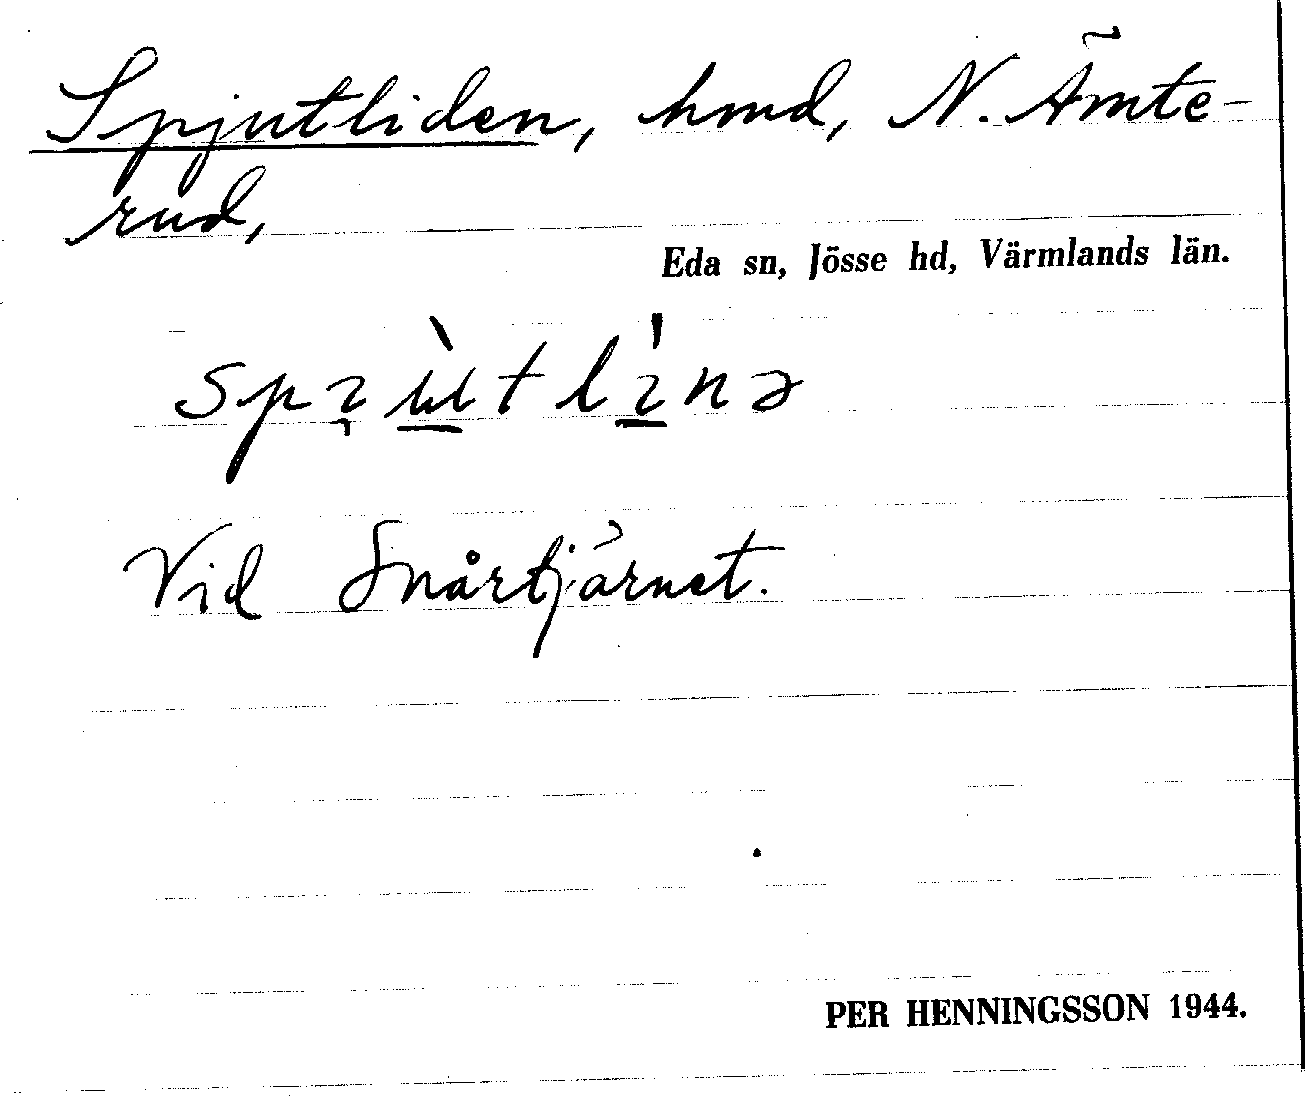 Spjutliden, hmd, N. Ämte-
rud,
Eda sn, Jösse hd, Värmlands län.
Vid Snårtjärnet.
PER HENNINGSSON 1944.